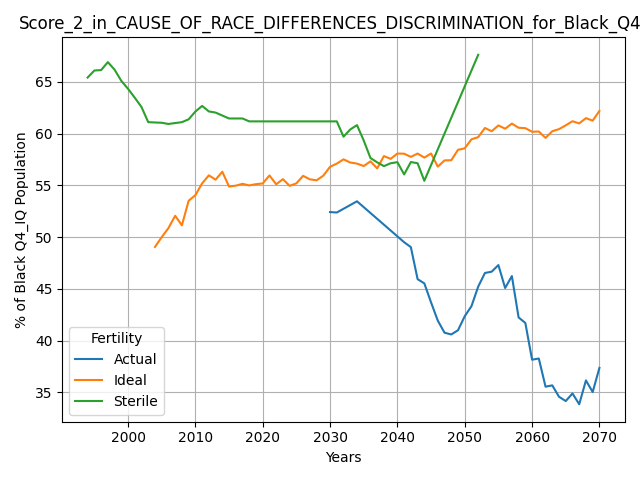 Score_2_in_CAUSE_OF_RACE_DIFFERENCES_DISCRIMINATION_for_Black_Q4
% of Black Q4_IQ Population
65
60
55
50
45
40
35
Fertility
Actual
Ideal
Sterile
2000 2010 2020 2030 2040 2050 2060 2070
Years